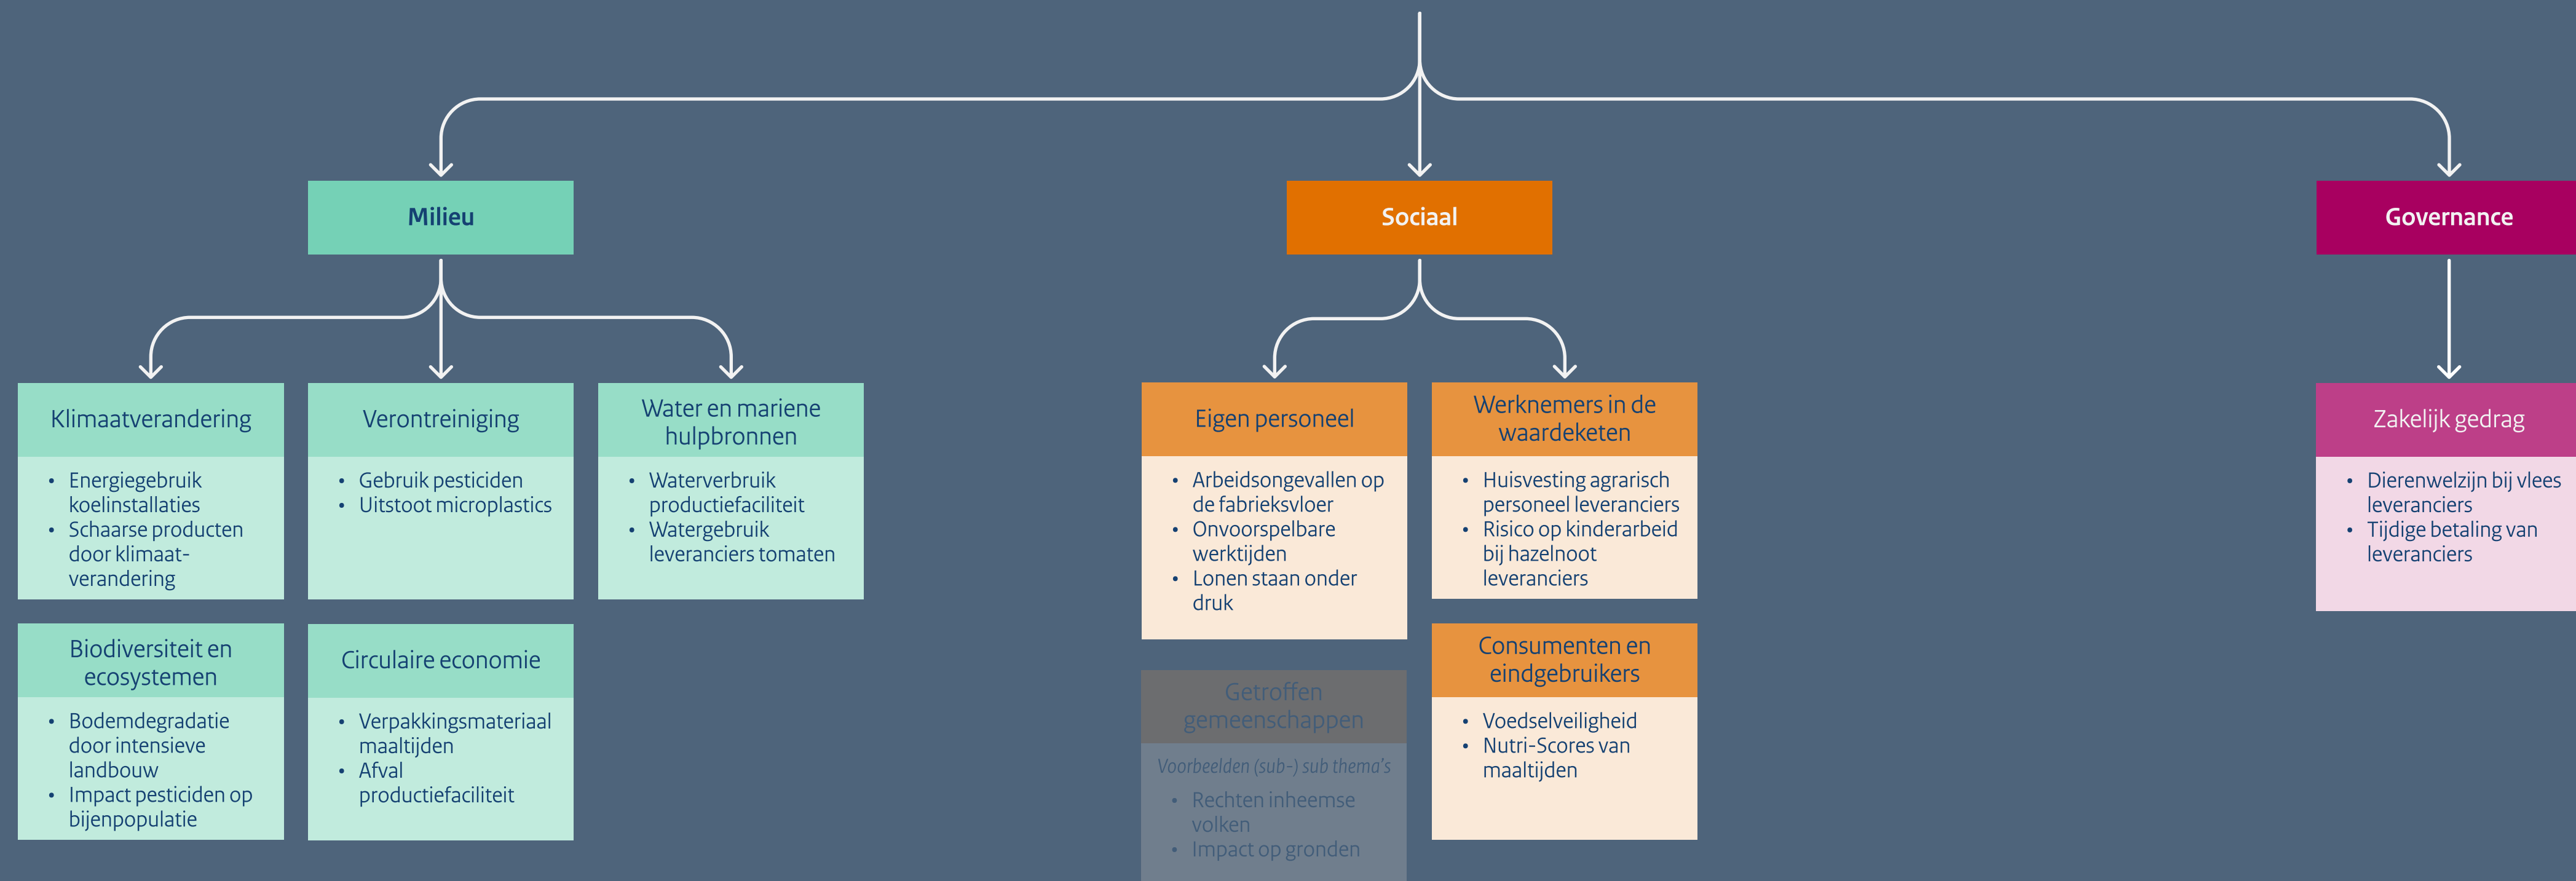 Milieu
Sociaal
Governance
Klimaatverandering
• Energiegebruik
koelinstallaties
• Schaarse producten
door klimaat-
verandering
Verontreiniging
• Gebruik pesticiden
• Uitstoot microplastics
Water en mariene
hulpbronnen
• Waterverbruik
productiefaciliteit
• Watergebruik
leveranciers tomaten
Biodiversiteit en
ecosystemen
• Bodemdegradatie
door intensieve
landbouw
• Impact pesticiden op
bijenpopulatie
Circulaire economie
• Verpakkingsmateriaal
maaltijden
• Afval
productiefaciliteit
Eigen personeel
• Arbeidsongevallen op
de fabrieksvloer
• Onvoorspelbare
werktijden
• Lonen staan onder
druk
Werknemers in de
waardeketen
• Huisvesting agrarisch
personeel leveranciers
• Risico op kinderarbeid
bij hazelnoot
leveranciers
Getroffen
gemeenschappen
Voorbeelden (sub-) sub thema's
• Rechten inheemse
volken
• Impact op gronden
Consumenten en
eindgebruikers
• Voedselveiligheid
• Nutri-Scores van
maaltijden
Zakelijk gedrag
• Dierenwelzijn bij vlees
leveranciers
• Tijdige betaling van
leveranciers